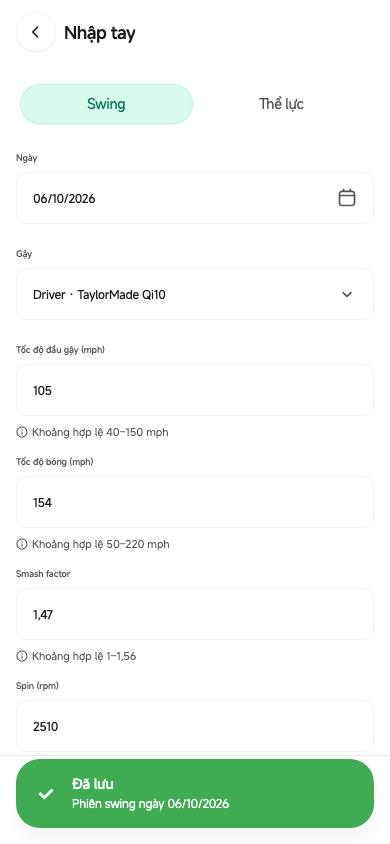 Nhập tay
Swing
Thể lực
Ngày
06/10/2026
Gậy
Driver · TaylorMade Qi10
Tốc độ đầu gậy (mph)
105
Khoảng hợp lệ 40–150 mph
Tốc độ bóng (mph)
154
Khoảng hợp lệ 50–220 mph
Smash factor
1,47
Khoảng hợp lệ 1–1,56
Spin (rpm)
2510
Đã lưu
Phiên swing ngày 06/10/2026